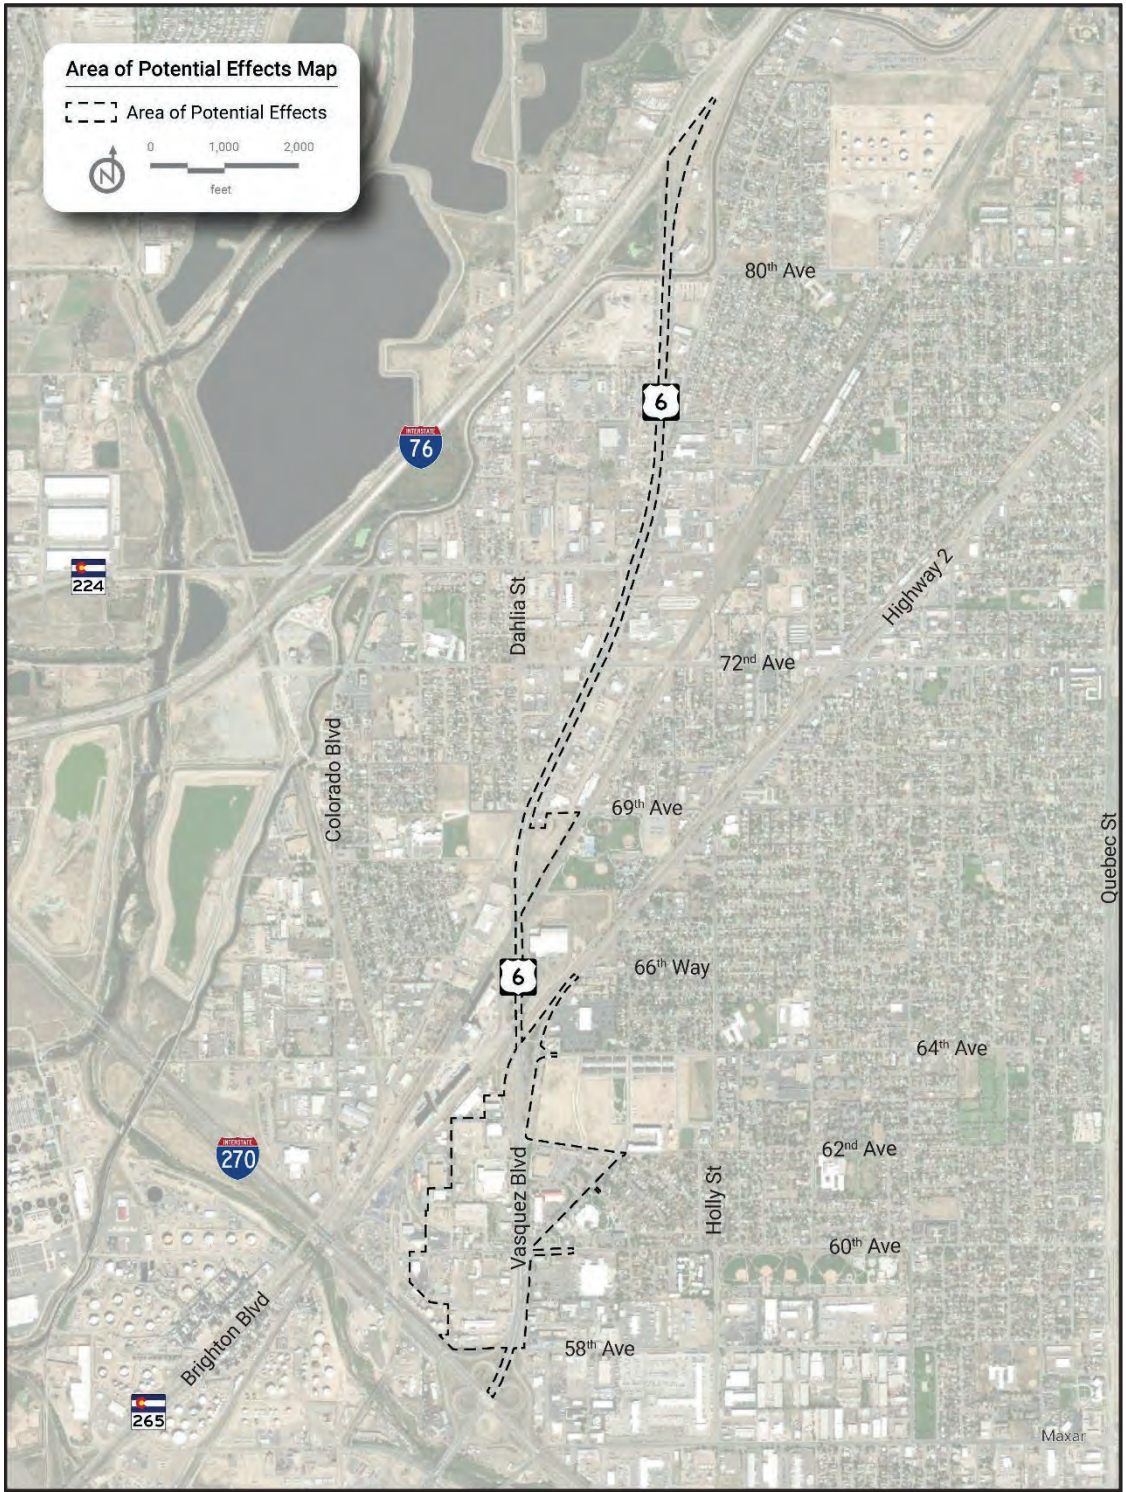 Area of Potential Effects Map
Area of Potential Effects
N
0 1,000 2,000
feet
80th Ave
6
INTERSTATE
76
224
Dahlia St
Highway 2
72nd Ave
Colorado Blvd
69th Ave
Quebec St
6
66th Way
64th Ave
INTERSTATE
270
Vasquez Blvd
62nd Ave
Holly St
60th Ave
Brighton Blvd
58th Ave
265
Maxar